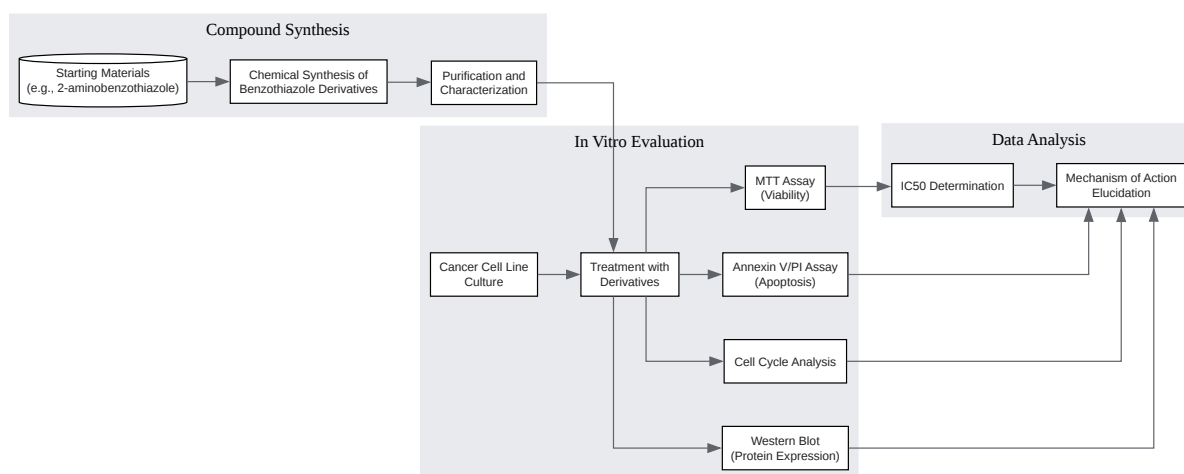 Compound Synthesis
Starting Materials
(e.g., 2-aminobenzothiazole)
Chemical Synthesis of
Benzothiazole Derivatives
Purification and
Characterization
In Vitro Evaluation
Cancer Cell Line
Culture
Treatment with
Derivatives
MTT Assay
(Viability)
Annexin V/PI Assay
(Apoptosis)
Cell Cycle Analysis
Western Blot
(Protein Expression)
Data Analysis
IC50 Determination
Mechanism of Action
Elucidation